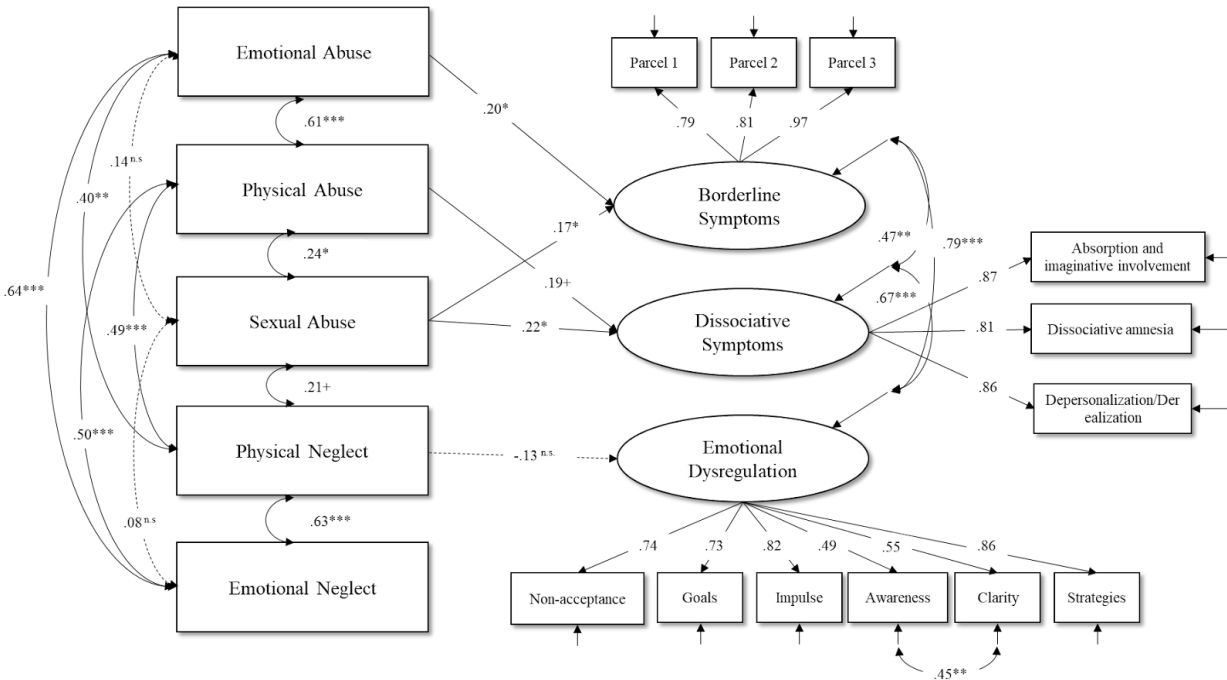 Emotional Abuse
Physical Abuse
Sexual Abuse
Physical Neglect
Emotional Neglect
.61***
.24*
.21+
.63***
.14 n.s
.40**
.64***
.49***
.50***
.08 n.s
.20*
.17*
.19+
.22*
-.13 n.s.
Parcel 1
Parcel 2
Parcel 3
.79
.81
.97
Borderline
Symptoms
Dissociative
Symptoms
Emotional
Dysregulation
.47**
.79***
.67***
.87
.81
.86
Absorption and
imaginative involvement
Dissociative amnesia
Depersonalization/Der
ealization
.74
.73
.82
.49
.55
.86
Non-acceptance
Goals
Impulse
Awareness
Clarity
Strategies
.45**